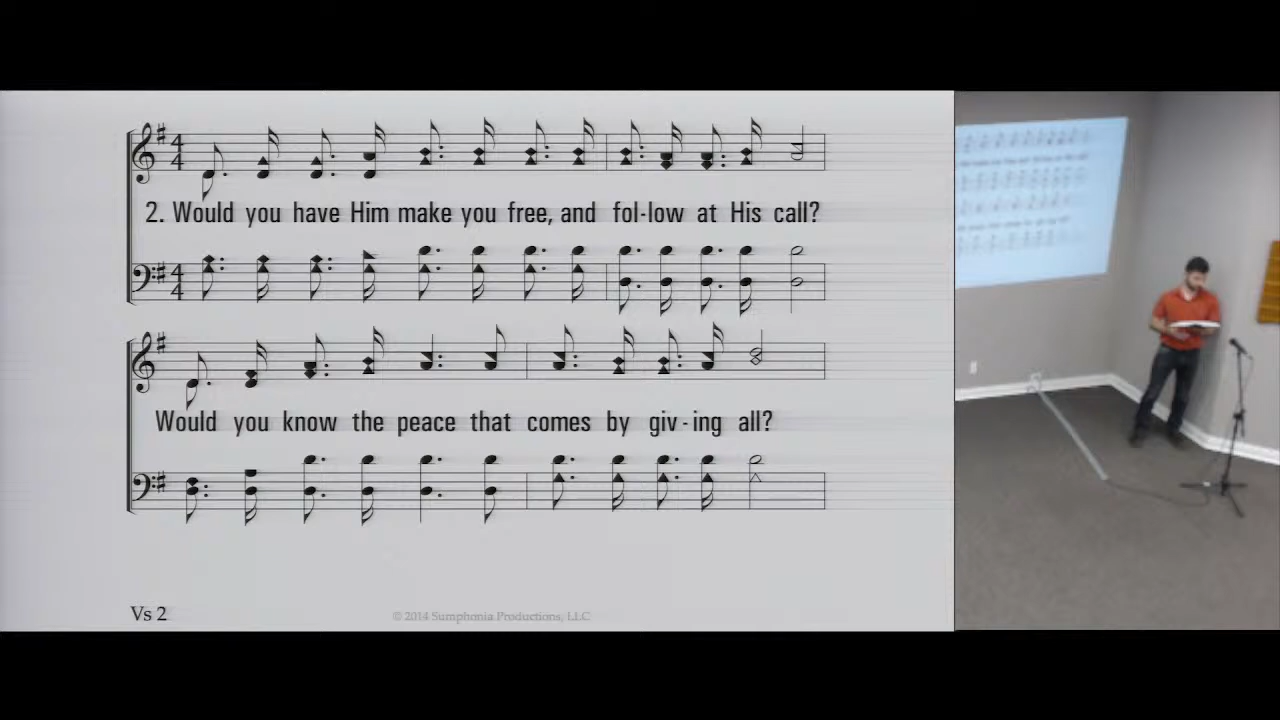 2. Would you have Him make you free, and fol-low at His call?
Would you know the peace that comes by giv-ing all?
Vs 2
© 2014 Sumphonia Productions, LLC